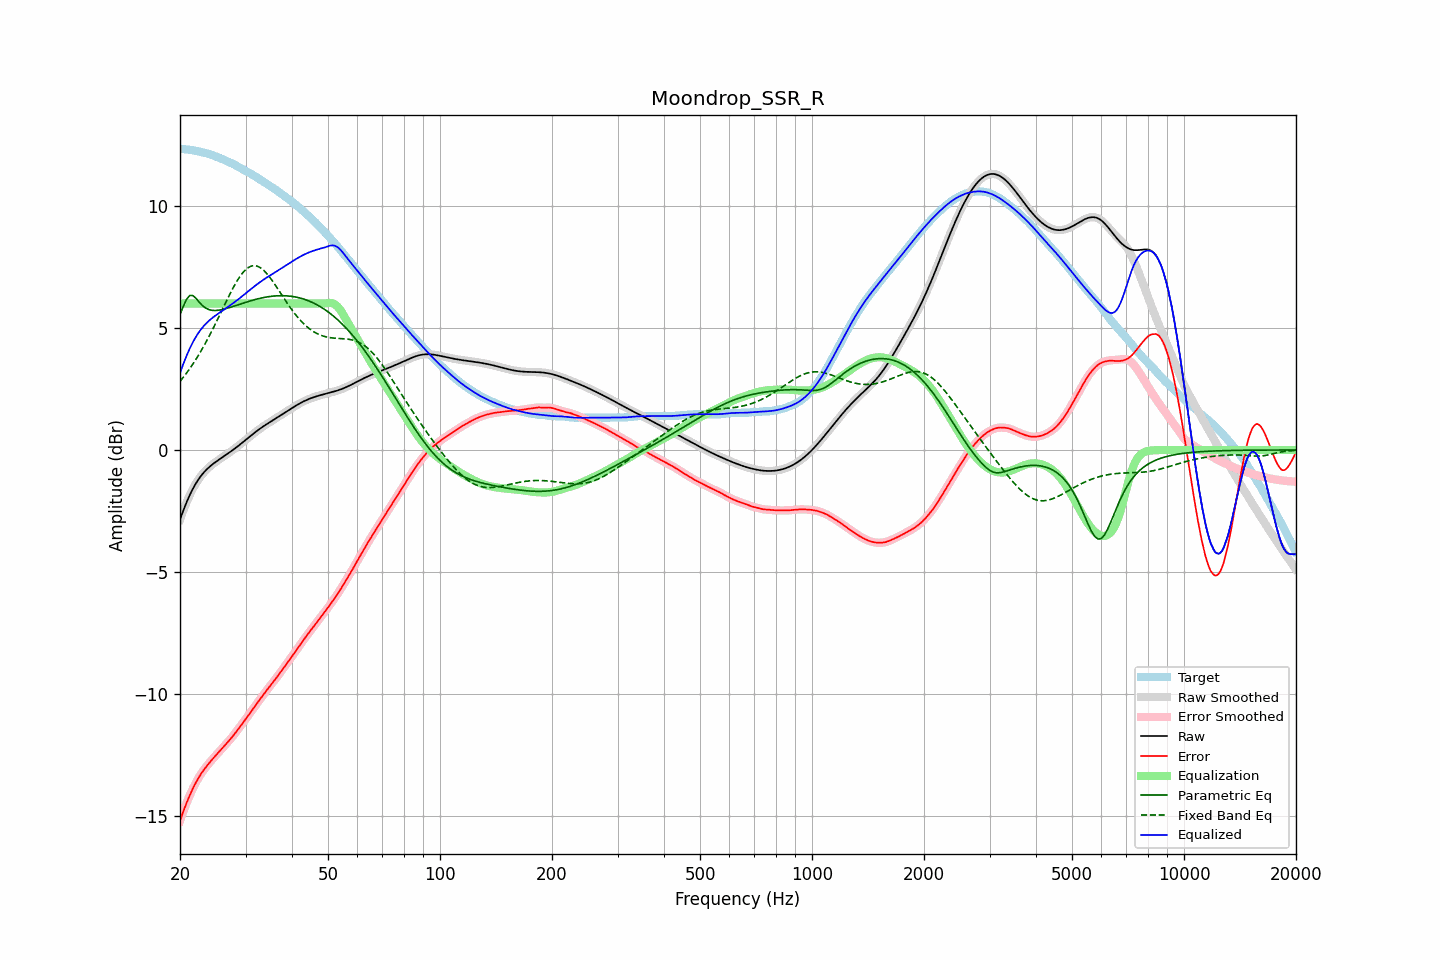 Moondrop_SSR_R
Amplitude (dBr)
10
5
0
−5
−10
−15
20
50
100
200
500
1000
2000
5000
10000
20000
Frequency (Hz)
Target
Raw Smoothed
Error Smoothed
Raw
Error
Equalization
Parametric Eq
Fixed Band Eq
Equalized